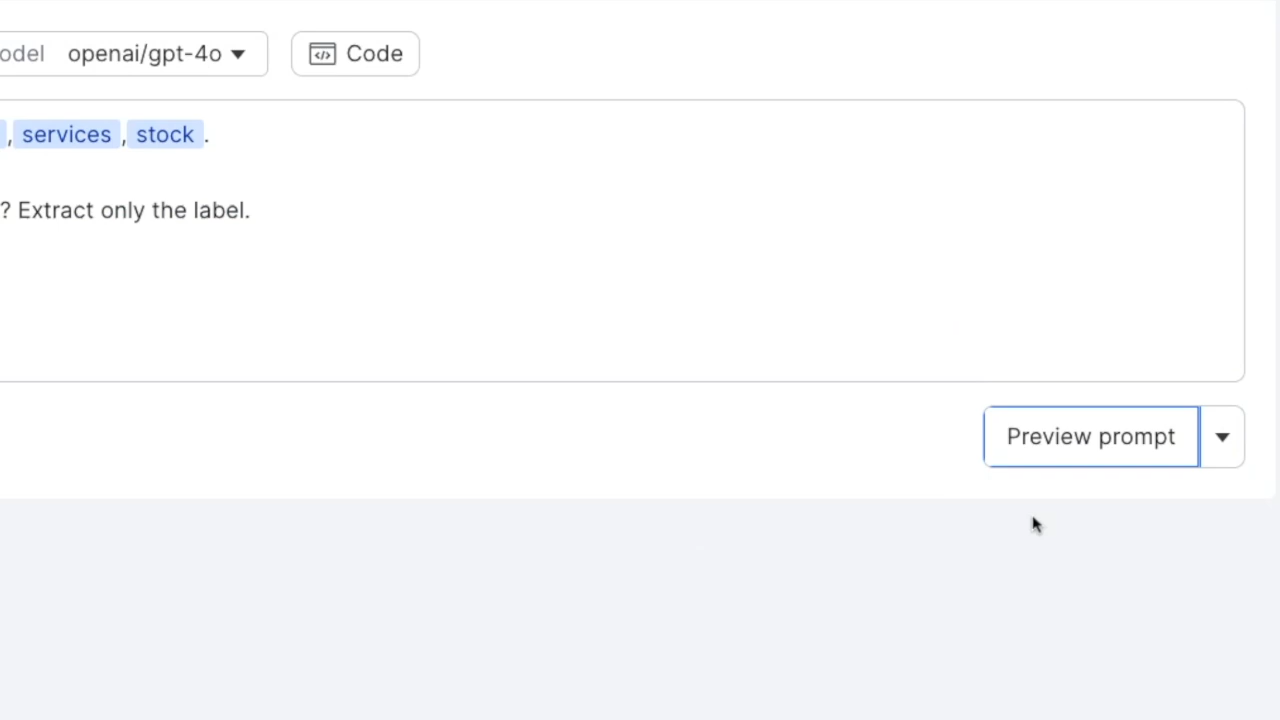 odel openai/gpt-4o Code
, services , stock .
? Extract only the label.
Preview prompt